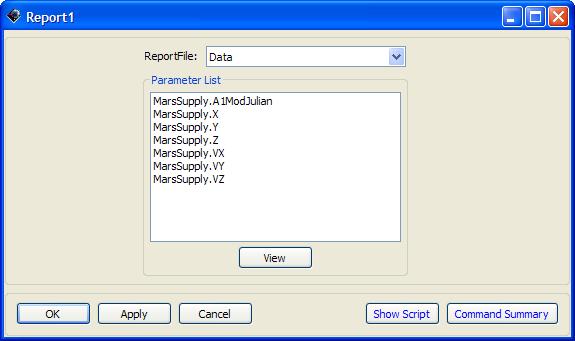 Report1
ReportFile: Data
Parameter List
MarsSupply.A1ModJulian
MarsSupply.X
MarsSupply.Y
MarsSupply.Z
MarsSupply.VX
MarsSupply.VY
MarsSupply.VZ
View
OK Apply Cancel Show Script Command Summary